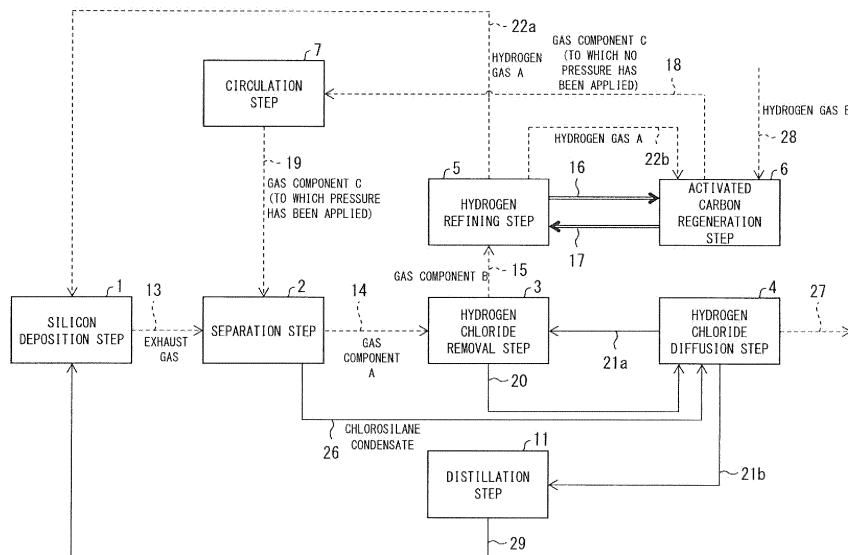 22a
7
CIRCULATION
STEP
HYDROGEN
GAS A
GAS COMPONENT C
(TO WHICH NO
PRESSURE HAS
BEEN APPLIED)
18
HYDROGEN GAS B
28
19
GAS COMPONENT C
(TO WHICH PRESSURE
HAS BEEN APPLIED)
HYDROGEN GAS A
22b
5
HYDROGEN
REFINING STEP
16
17
6
ACTIVATED
CARBON
REGENERATION
STEP
GAS COMPONENT B
15
1
SILICON
DEPOSITION STEP
13
EXHAUST
GAS
2
SEPARATION STEP
14
GAS
COMPONENT
A
3
HYDROGEN
CHLORIDE
REMOVAL STEP
21a
4
HYDROGEN
CHLORIDE
DIFFUSION STEP
27
20
26
CHLOROSILANE
CONDENSATE
11
DISTILLATION
STEP
21b
29